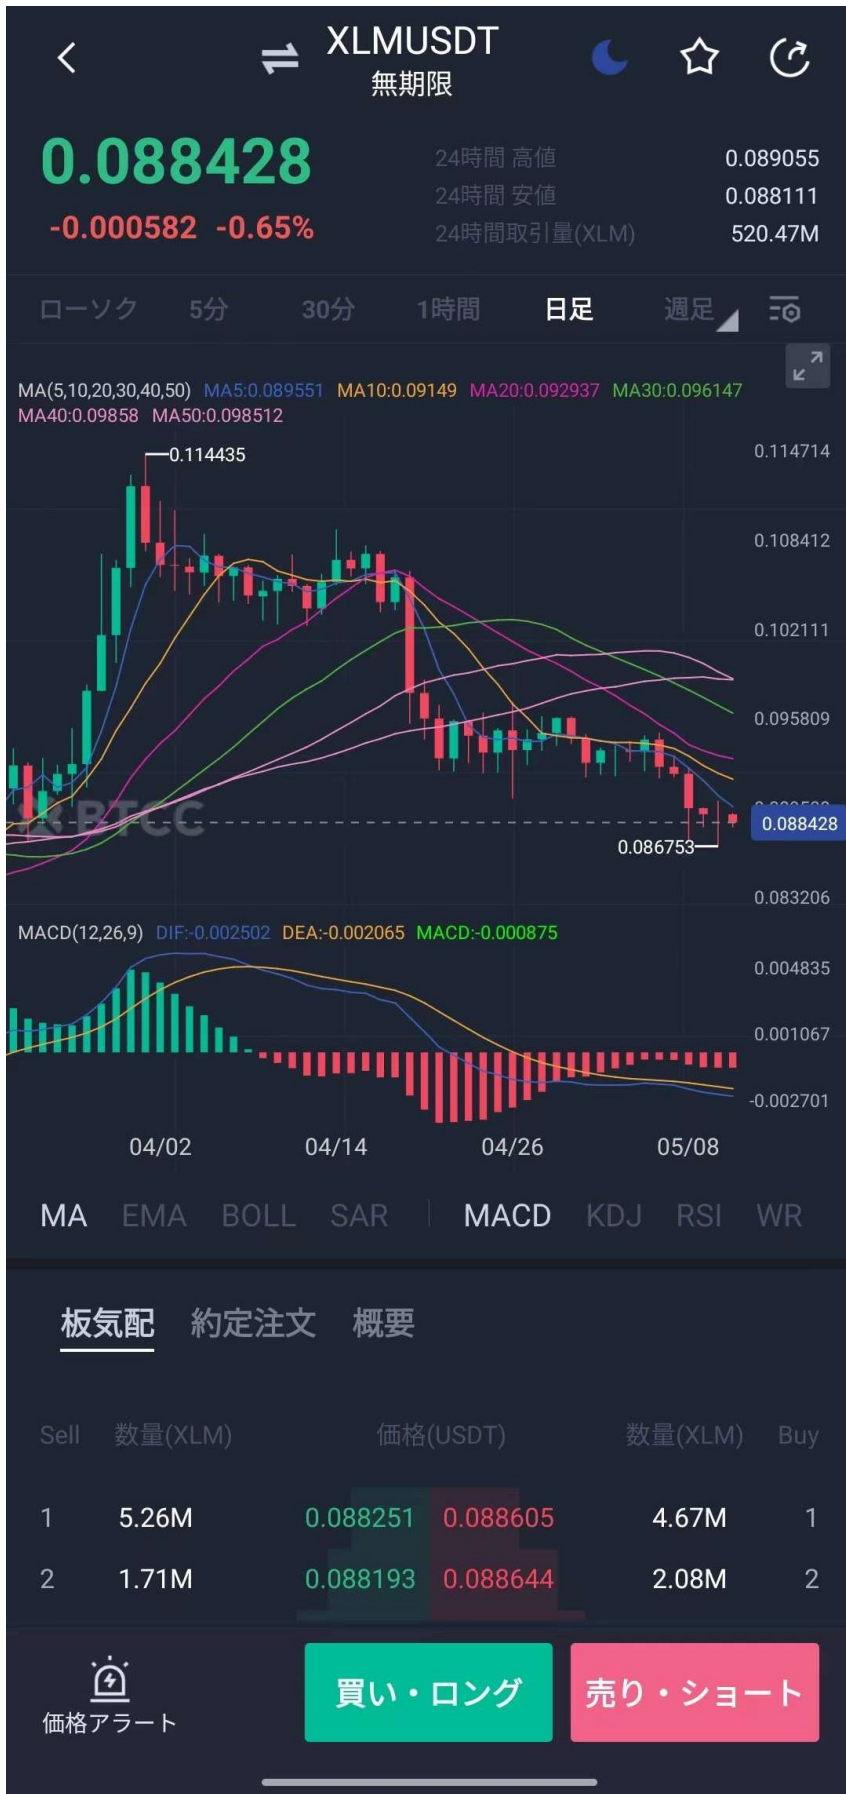 XLMUSDT
無期限
0.088428
-0.000582 -0.65%
24時間 高値 0.089055
24時間 安値 0.088111
24時間取引量(XLM) 520.47M
ローソク 5分 30分 1時間 日足 週足
MA(5,10,20,30,40,50) MA5:0.089551 MA10:0.09149 MA20:0.092937 MA30:0.096147
MA40:0.09858 MA50:0.098512
0.114435
0.114714
0.108412
0.102111
0.095809
BTCC
0.088428
0.086753
0.083206
MACD(12,26,9) DIF:-0.002502 DEA:-0.002065 MACD:-0.000875
0.004835
0.001067
-0.002701
04/02 04/14 04/26 05/08
MA EMA BOLL SAR MACD KDJ RSI WR
板気配 約定注文 概要
Sell 数量(XLM) 価格(USDT) 数量(XLM) Buy
1 5.26M 0.088251 0.088605 4.67M 1
2 1.71M 0.088193 0.088644 2.08M 2
価格アラート
買い・ロング
売り・ショート